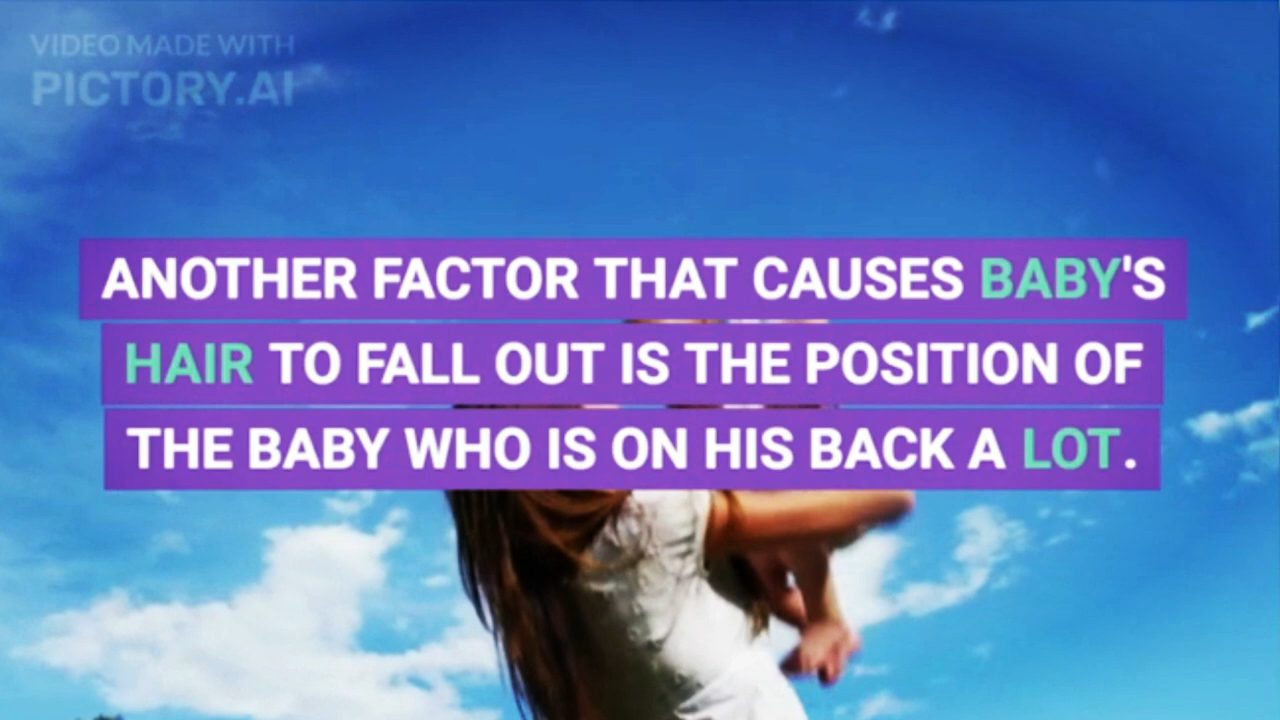 VIDEO MADE WITH
PICTORY.AI
ANOTHER FACTOR THAT CAUSES BABY'S
HAIR TO FALL OUT IS THE POSITION OF
THE BABY WHO IS ON HIS BACK A LOT.